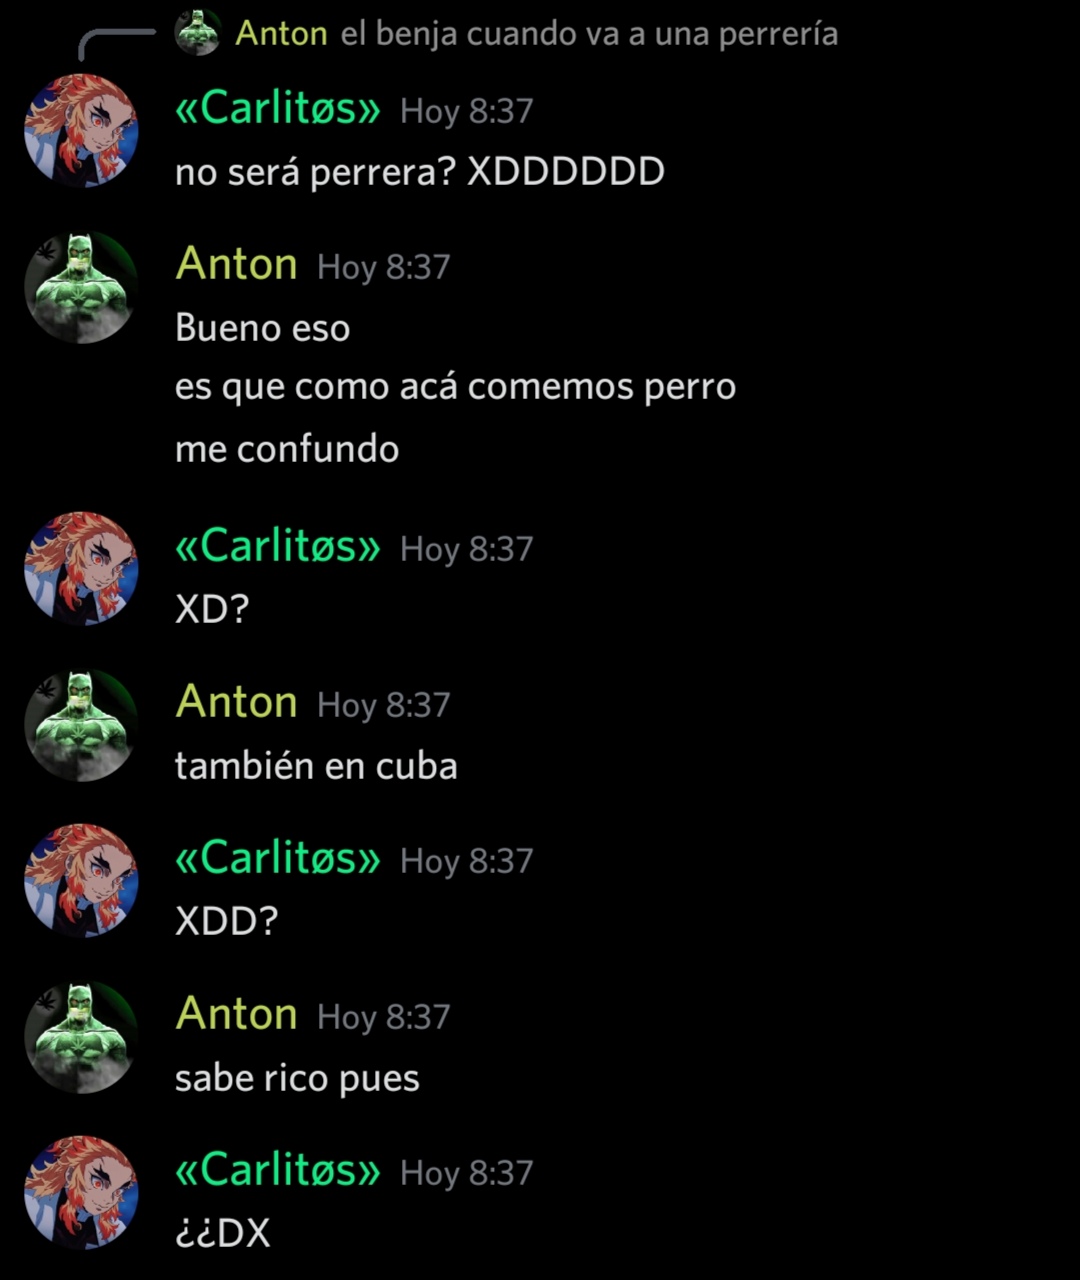 Anton el benja cuando va a una perrería
«Carlitøs» Hoy 8:37
no será perrera? XDDDDDD
Anton Hoy 8:37
Bueno eso
es que como acá comemos perro
me confundo
«Carlitøs» Hoy 8:37
XD?
Anton Hoy 8:37
también en cuba
«Carlitøs» Hoy 8:37
XDD?
Anton Hoy 8:37
sabe rico pues
«Carlitøs» Hoy 8:37
¿¿DX